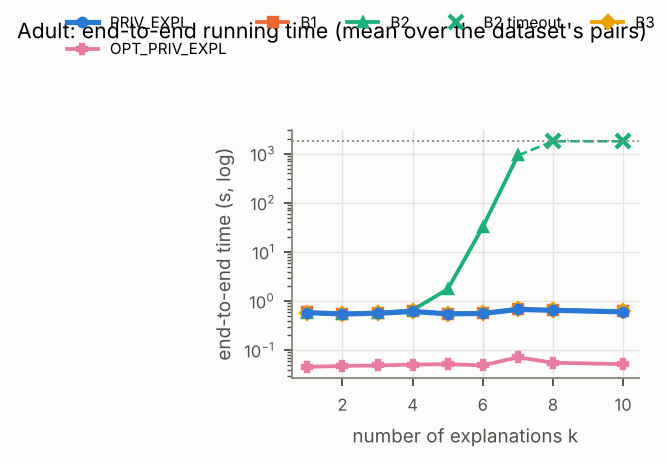 Adult: end-to-end running time (mean over the dataset's pairs)
PRIV_EXPL B1 B2 B2 timeout B3
OPT_PRIV_EXPL
end-to-end time (s, log)
10³
10²
10¹
10⁰
10⁻¹
2 4 6 8 10
number of explanations k